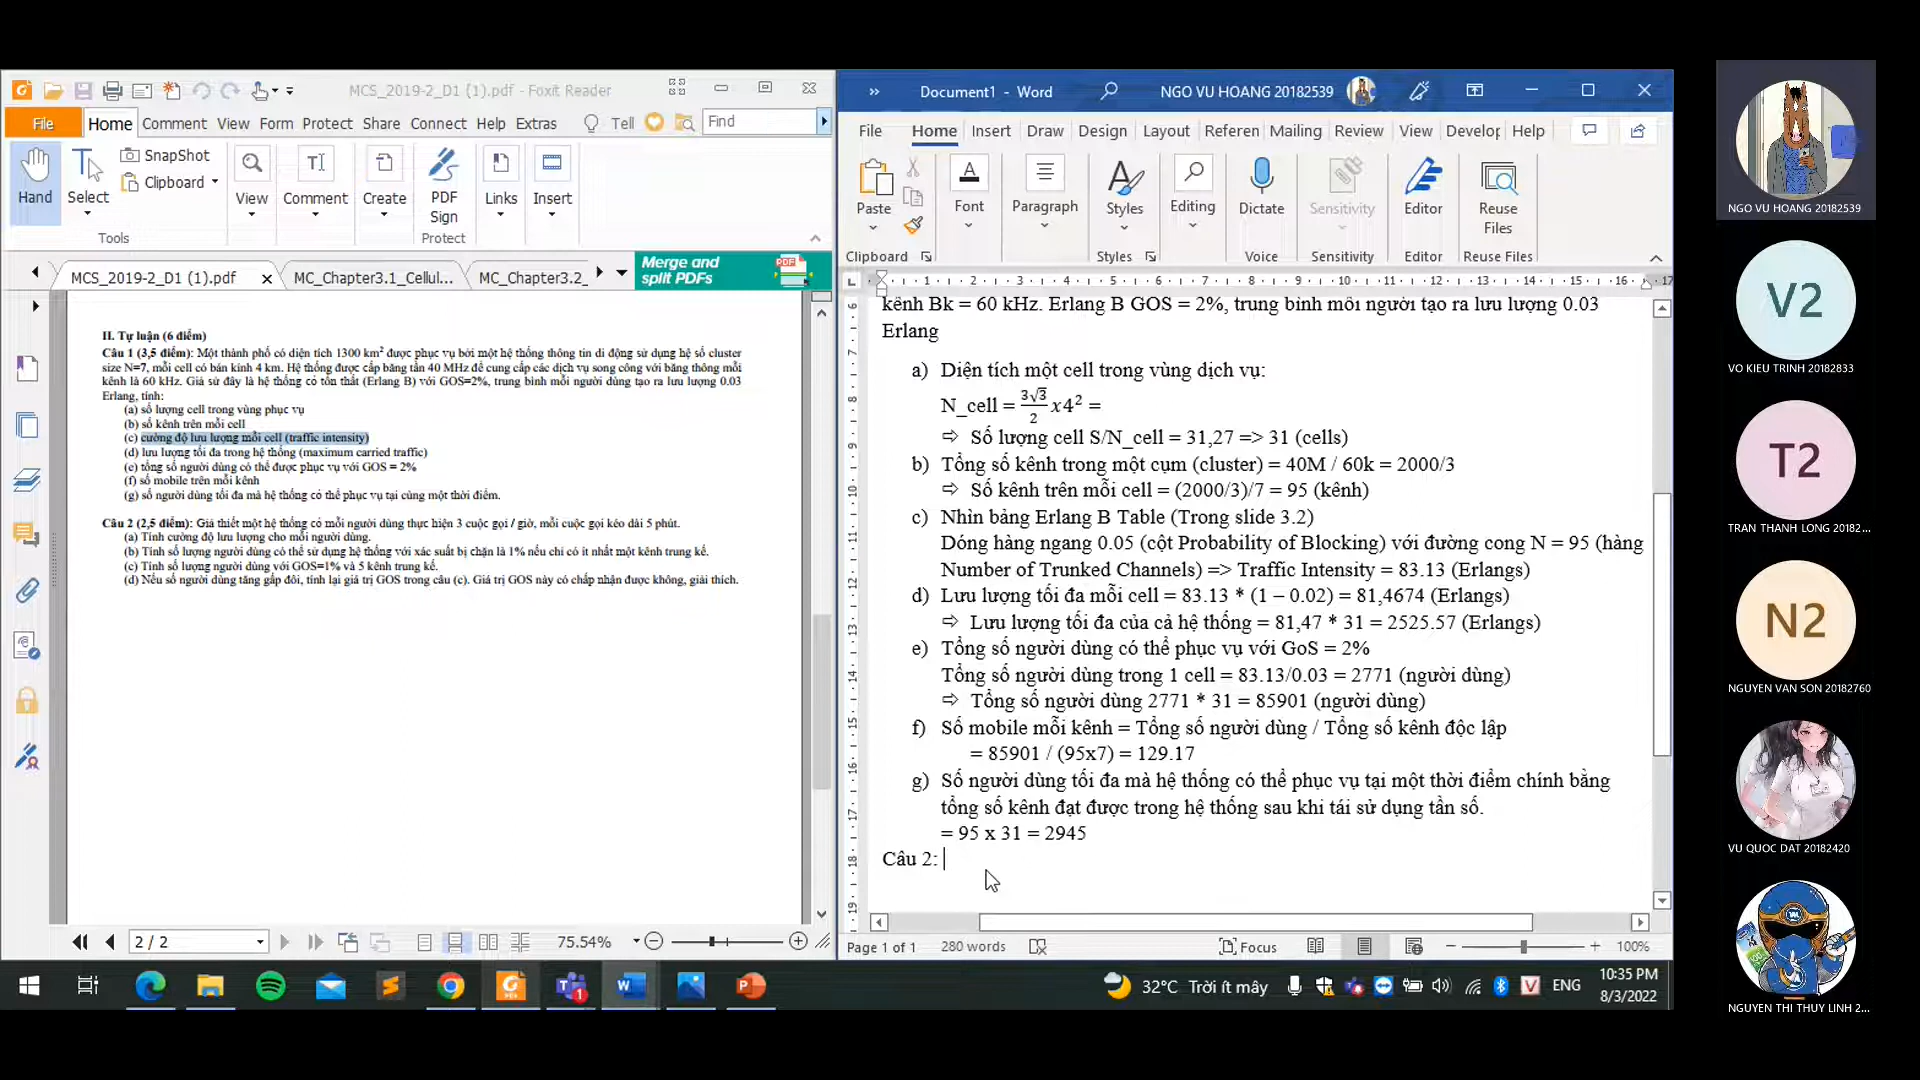 MCS_2019-2_D1 (1).pdf - Foxit Reader
File Home Comment View Form Protect Share Connect Help Extras Tell Find
Hand
Select
SnapShot
Clipboard
View
Comment
Create
PDF Sign
Links
Insert
Tools
Protect
MCS_2019-2_D1 (1).pdf
MC_Chapter3.1_Cellul...
MC_Chapter3.2_
Merge and
split PDFs
II. Tự luận (6 điểm)
Câu 1 (3,5 điểm): Một thành phố có diện tích 1300 km2 được phục vụ bởi một hệ thống thông tin di động sử dụng hệ số cluster
size N=7, mỗi cell có bán kính 4 km. Hệ thống được cấp băng tần 40 MHz để cung cấp các dịch vụ song công với băng thông mỗi
kênh là 60 kHz. Giả sử đây là hệ thống có tổn thất (Erlang B) với GOS=2%, trung bình mỗi người dùng tạo ra lưu lượng 0.03
Erlang, tính:
(a) số lượng cell trong vùng phục vụ
(b) số kênh trên mỗi cell
(c) cường độ lưu lượng mỗi cell (traffic intensity)
(d) lưu lượng tối đa trong hệ thống (maximum carried traffic)
(e) tổng số người dùng có thể được phục vụ với GOS = 2%
(f) số mobile trên mỗi kênh
(g) số người dùng tối đa mà hệ thống có thể phục vụ tại cùng một thời điểm.
Câu 2 (2,5 điểm): Giả thiết một hệ thống có mỗi người dùng thực hiện 3 cuộc gọi / giờ, mỗi cuộc gọi kéo dài 5 phút.
(a) Tính cường độ lưu lượng cho mỗi người dùng.
(b) Tính số lượng người dùng có thể sử dụng hệ thống với xác suất bị chặn là 1% nếu chỉ có ít nhất một kênh trung kế.
(c) Tính số lượng người dùng với GOS=1% và 5 kênh trung kế.
(d) Nếu số người dùng tăng gấp đôi, tính lại giá trị GOS trong câu (c). Giá trị GOS này có chấp nhận được không, giải thích.
2 / 2
75.54%
Document1 - Word
NGO VU HOANG 20182539
File Home Insert Draw Design Layout Referen Mailing Review View Develop Help
Paste
Font
Paragraph
Styles
Editing
Dictate
Sensitivity
Editor
Reuse Files
Clipboard
Styles
Voice
Sensitivity
Editor
Reuse Files
kênh Bk = 60 kHz. Erlang B GOS = 2%, trung bình mỗi người tạo ra lưu lượng 0.03
Erlang
a) Diện tích một cell trong vùng dịch vụ:
N_cell = 3√3/2 x4² =
⇨ Số lượng cell S/N_cell = 31,27 => 31 (cells)
b) Tổng số kênh trong một cụm (cluster) = 40M / 60k = 2000/3
⇨ Số kênh trên mỗi cell = (2000/3)/7 = 95 (kênh)
c) Nhìn bảng Erlang B Table (Trong slide 3.2)
Dóng hàng ngang 0.05 (cột Probability of Blocking) với đường cong N = 95 (hàng
Number of Trunked Channels) => Traffic Intensity = 83.13 (Erlangs)
d) Lưu lượng tối đa mỗi cell = 83.13 * (1 – 0.02) = 81,4674 (Erlangs)
⇨ Lưu lượng tối đa của cả hệ thống = 81,47 * 31 = 2525.57 (Erlangs)
e) Tổng số người dùng có thể phục vụ với GoS = 2%
Tổng số người dùng trong 1 cell = 83.13/0.03 = 2771 (người dùng)
⇨ Tổng số người dùng 2771 * 31 = 85901 (người dùng)
f) Số mobile mỗi kênh = Tổng số người dùng / Tổng số kênh độc lập
= 85901 / (95x7) = 129.17
g) Số người dùng tối đa mà hệ thống có thể phục vụ tại một thời điểm chính bằng
tổng số kênh đạt được trong hệ thống sau khi tái sử dụng tần số.
= 95 x 31 = 2945
Câu 2:
Page 1 of 1
280 words
Focus
100%
32°C Trời ít mây
ENG
10:35 PM
8/3/2022
NGO VU HOANG 20182539
V2
VO KIEU TRINH 20182833
T2
TRAN THANH LONG 20182...
N2
NGUYEN VAN SON 20182760
VU QUOC DAT 20182420
NGUYEN THI THUY LINH 2...